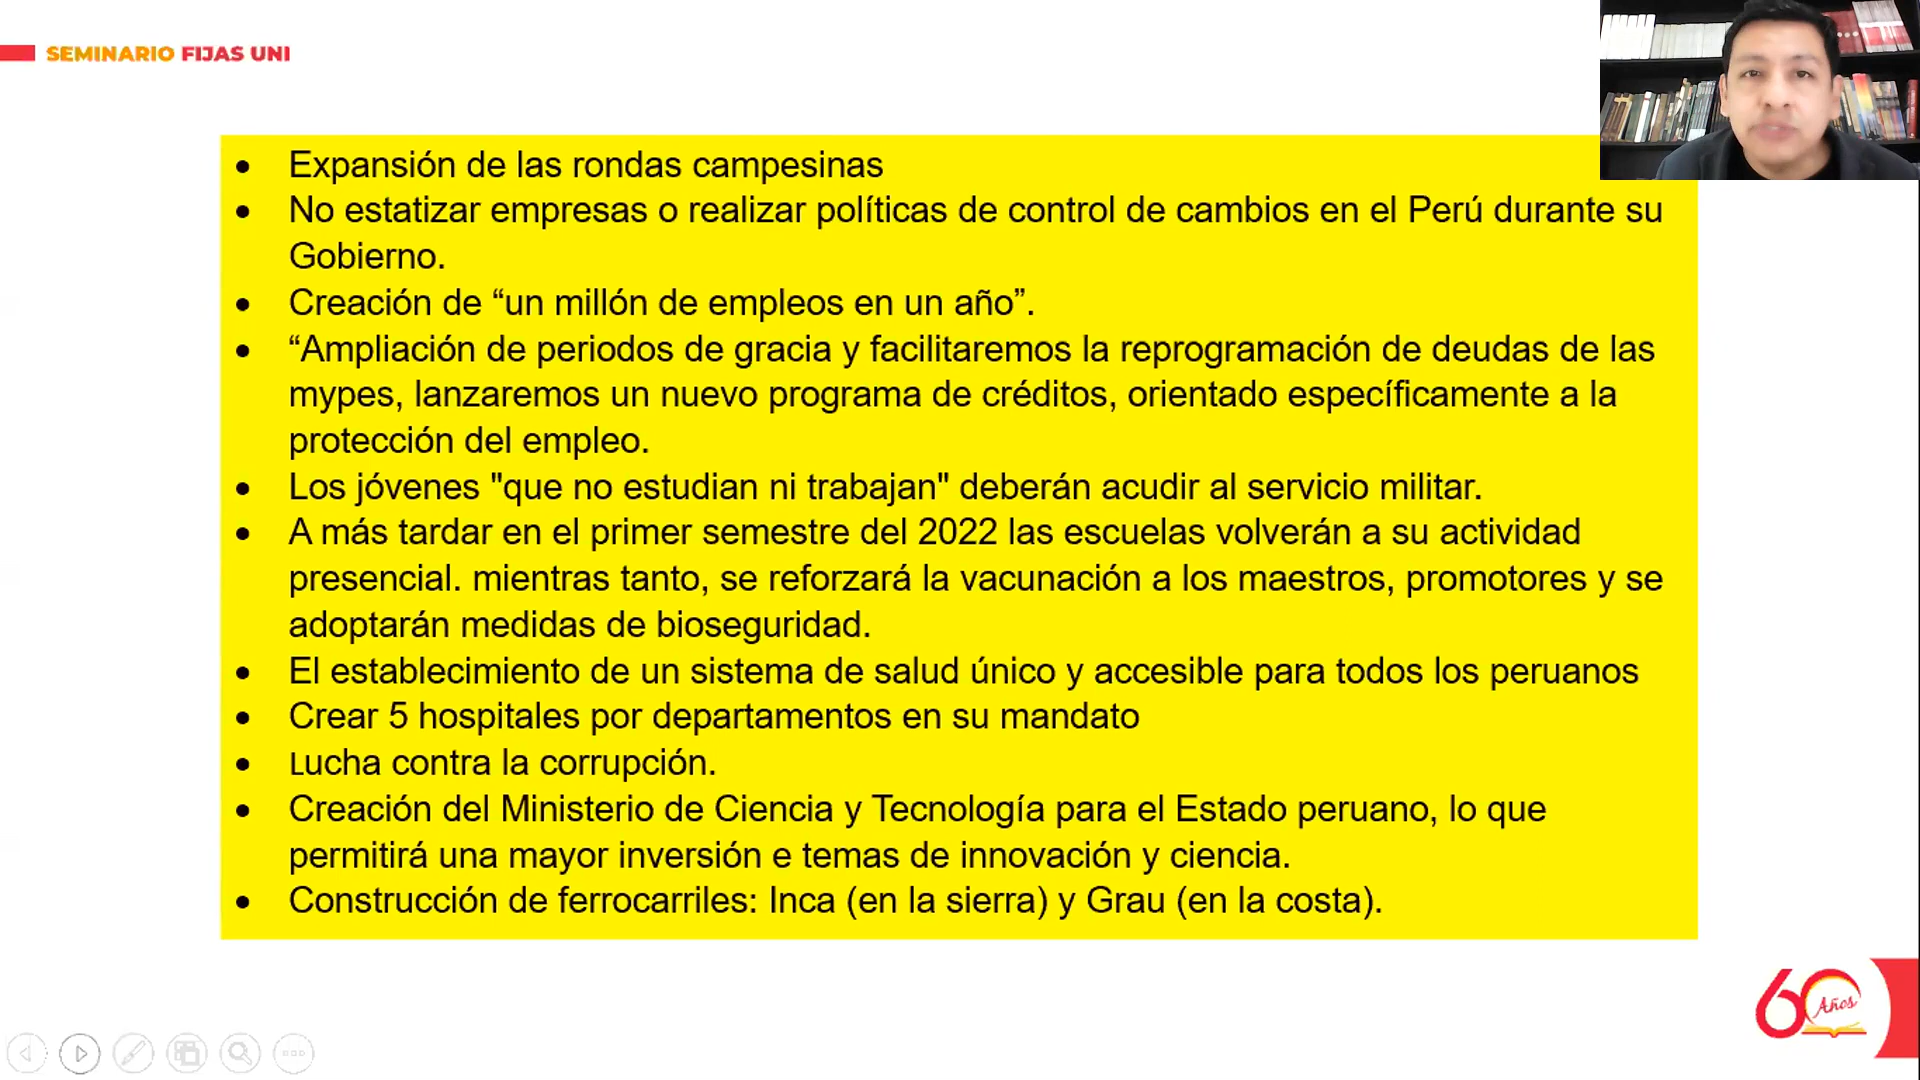 SEMINARIO FIJAS UNI
• Expansión de las rondas campesinas
• No estatizar empresas o realizar políticas de control de cambios en el Perú durante su
Gobierno.
• Creación de “un millón de empleos en un año”.
• “Ampliación de periodos de gracia y facilitaremos la reprogramación de deudas de las
mypes, lanzaremos un nuevo programa de créditos, orientado específicamente a la
protección del empleo.
• Los jóvenes "que no estudian ni trabajan" deberán acudir al servicio militar.
• A más tardar en el primer semestre del 2022 las escuelas volverán a su actividad
presencial. mientras tanto, se reforzará la vacunación a los maestros, promotores y se
adoptarán medidas de bioseguridad.
• El establecimiento de un sistema de salud único y accesible para todos los peruanos
• Crear 5 hospitales por departamentos en su mandato
• Lucha contra la corrupción.
• Creación del Ministerio de Ciencia y Tecnología para el Estado peruano, lo que
permitirá una mayor inversión e temas de innovación y ciencia.
• Construcción de ferrocarriles: Inca (en la sierra) y Grau (en la costa).
60 Años